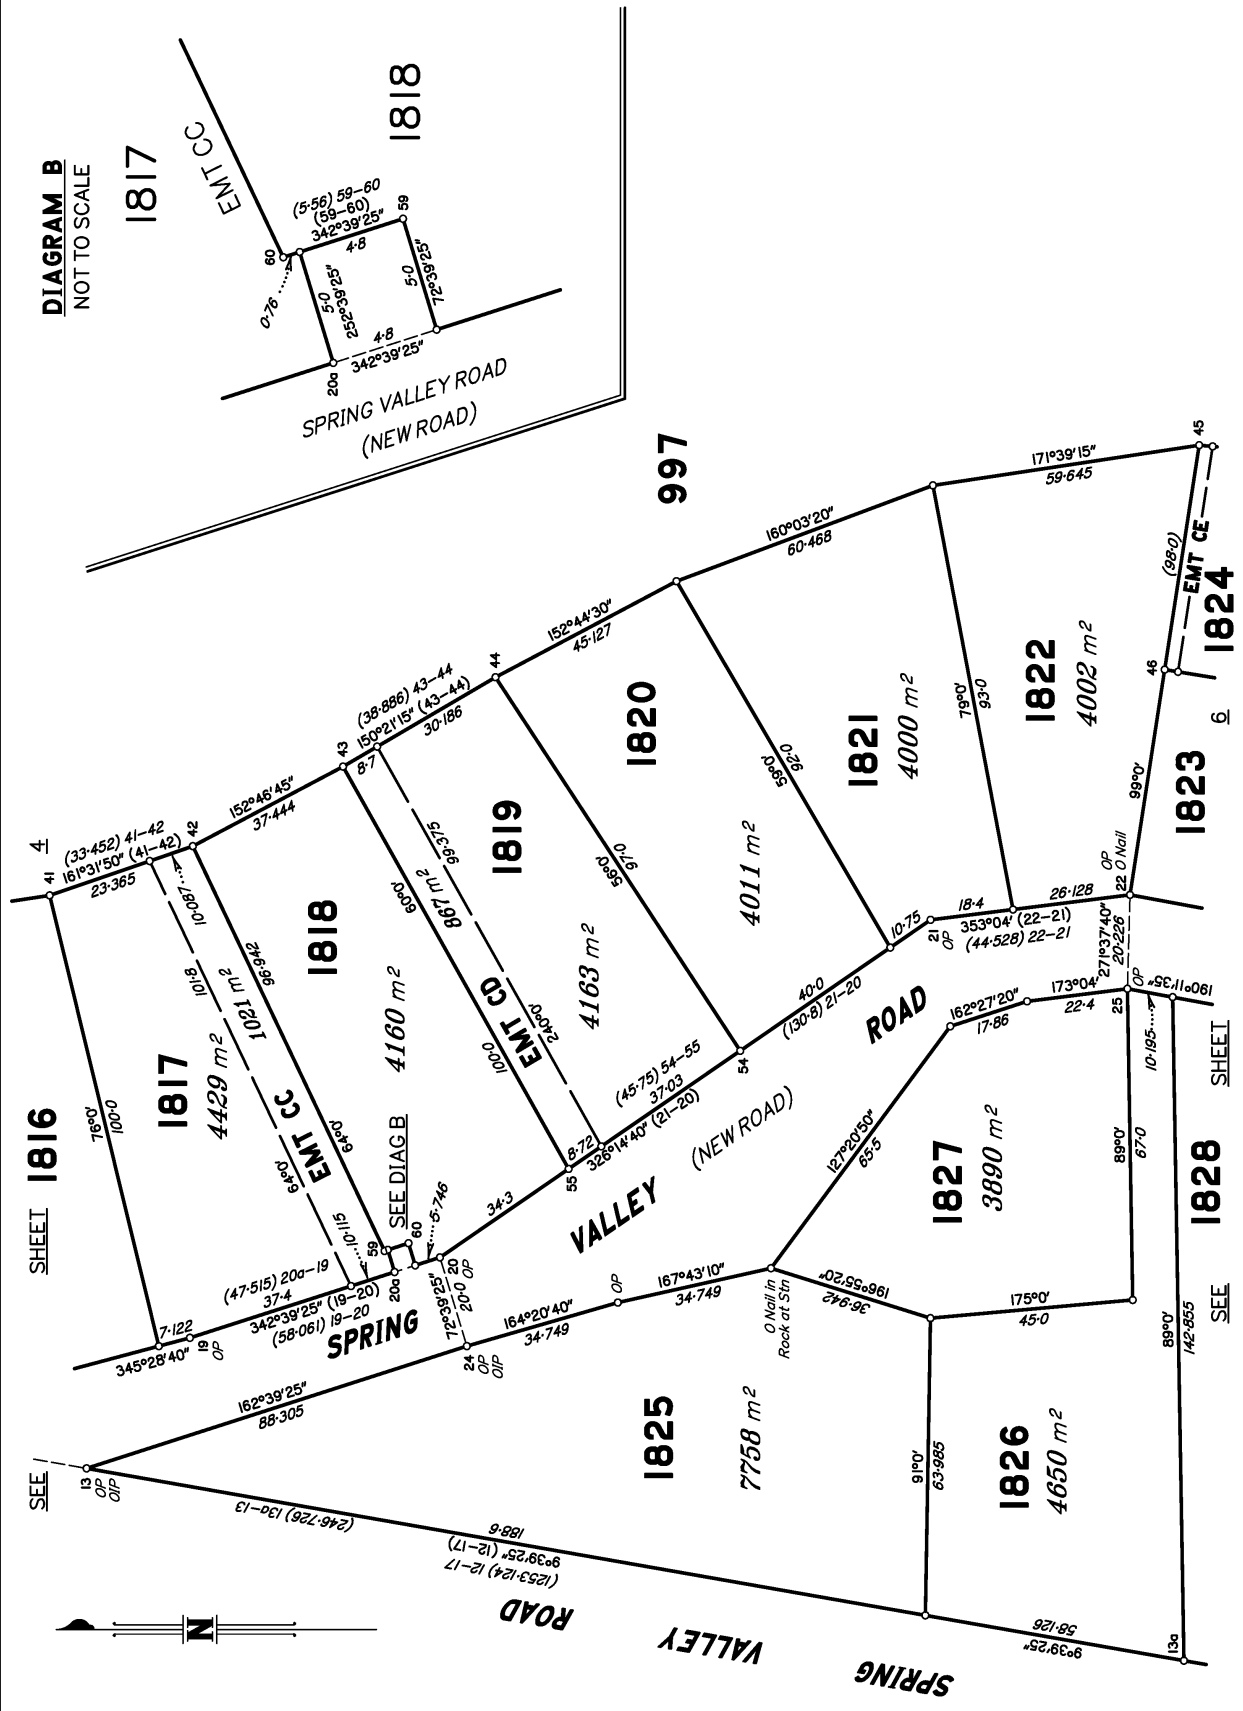 DIAGRAM B
NOT TO SCALE
1817
1818
EMT CC
60
0·76
(5·56) 59–60
(59–60)
342°39'25"
4·8
59
5·0
252°39'25"
5·0
72°39'25"
20a
4·8
342°39'25"
SPRING VALLEY ROAD
(NEW ROAD)
997
SHEET
4
1816
41
(33·452) 41–42
161°31'50" (41–42)
23·365
10·087
42
76°0'
100·0
1817
4429 m²
101·8
64°0'
EMT CC
1021 m²
96·942
64°0'
152°46'45"
37·444
1818
4160 m²
43
8·7
(38·886) 43–44
150°21'15" (43–44)
30·186
44
60°0'
100·0
867 m²
EMT CD
99·375
240°0'
1819
4163 m²
152°44'30"
45·127
56°0'
97·0
1820
4011 m²
160°03'20"
60·468
59°0'
92·0
1821
4000 m²
171°39'15"
59·645
79°0'
93·0
1822
4002 m²
45
(98·0)
EMT CE
1824
46
6
99°0'
1823
22
OP
O Nail
26·128
18·4
353°04' (22–21)
(44·528) 22–21
21
OP
10·75
40·0
(130·8) 21–20
54
(45·75) 54–55
37·03
326°14'40" (21–20)
8·72
55
34·3
SEE DIAG B
59
60
5·746
20
OP
20a
10·115
(47·515) 20a–19
37·4
342°39'25" (19–20)
(58·061) 19–20
7·122
345°28'40"
19
OP
SPRING
VALLEY
ROAD
(NEW ROAD)
72°39'25"
20·0
24
OP
OIP
164°20'40"
34·749
OP
167°43'10"
34·749
O Nail in
Rock at Stn
127°20'50"
65·5
162°27'20"
17·86
173°04'
22·4
271°37'40"
20·226
OP
25
190°11'35"
10·195
SHEET
SEE
1828
1827
3890 m²
89°0'
67·0
175°0'
45·0
196°55'20"
36·942
89°0'
142·855
SEE
13
OP
OIP
162°39'25"
88·305
1825
7758 m²
91°0'
63·985
1826
4650 m²
(246·726) 13a–13
188·6
9°39'25" (12–17)
(1253·124) 12–17
58·126
9°39'25"
13a
SPRING
VALLEY
ROAD
N